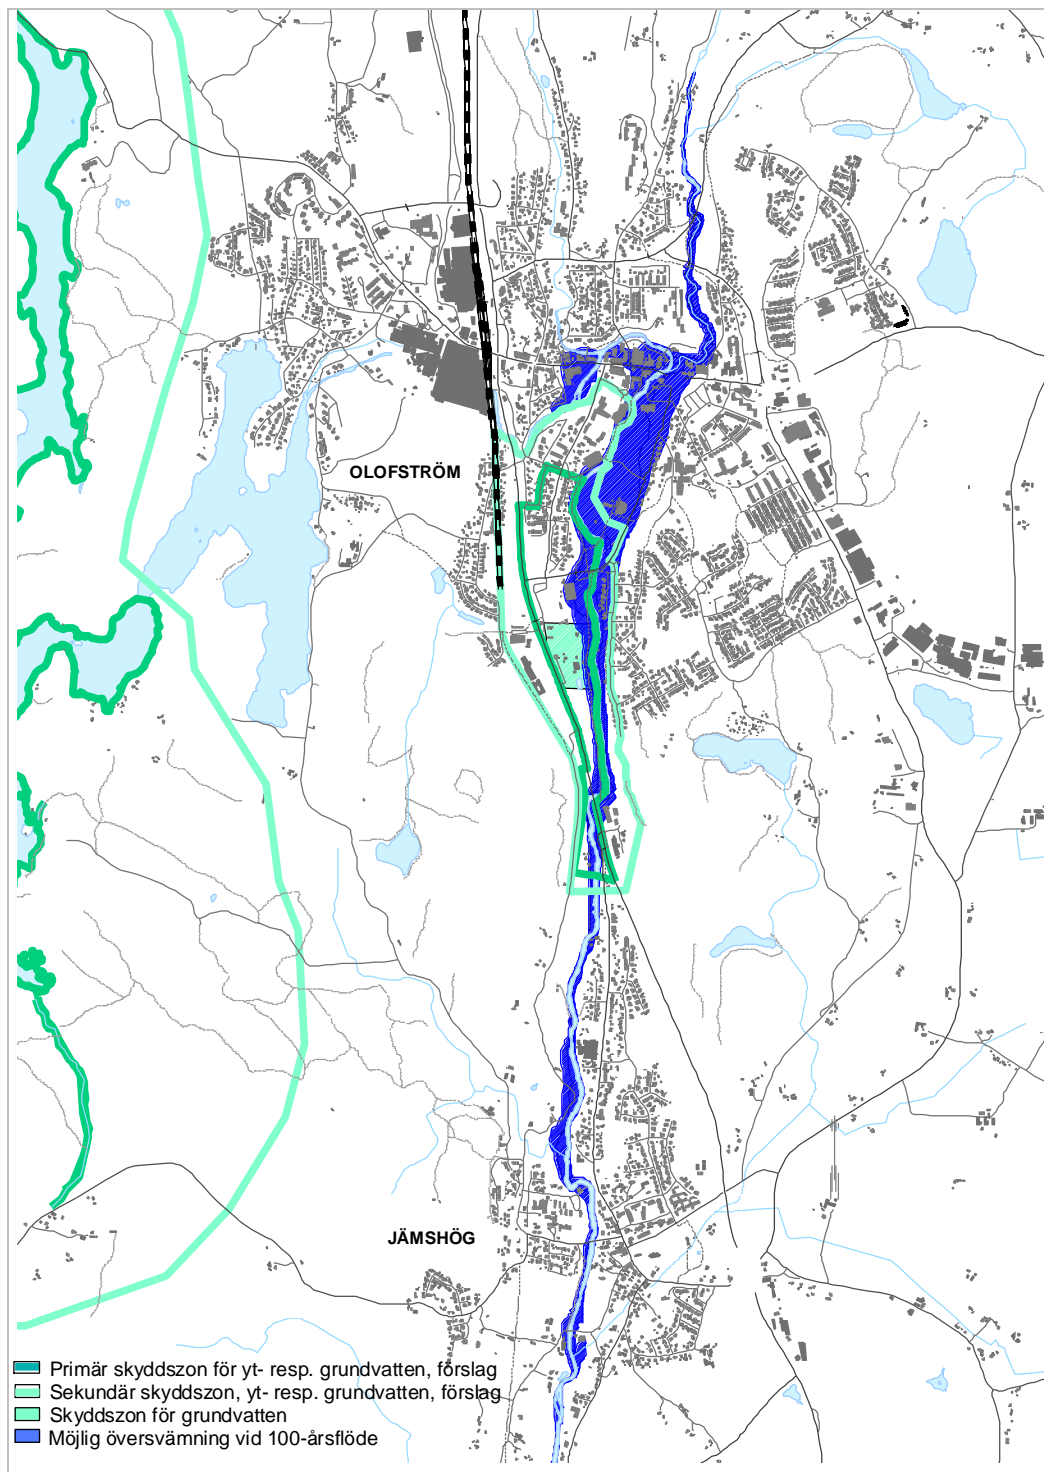 OLOFSTRÖM
JÄMSHÖG
Primär skyddszon för yt- resp. grundvatten, förslag
Sekundär skyddszon, yt- resp. grundvatten, förslag
Skyddszon för grundvatten
Möjlig översvämning vid 100-årsflöde